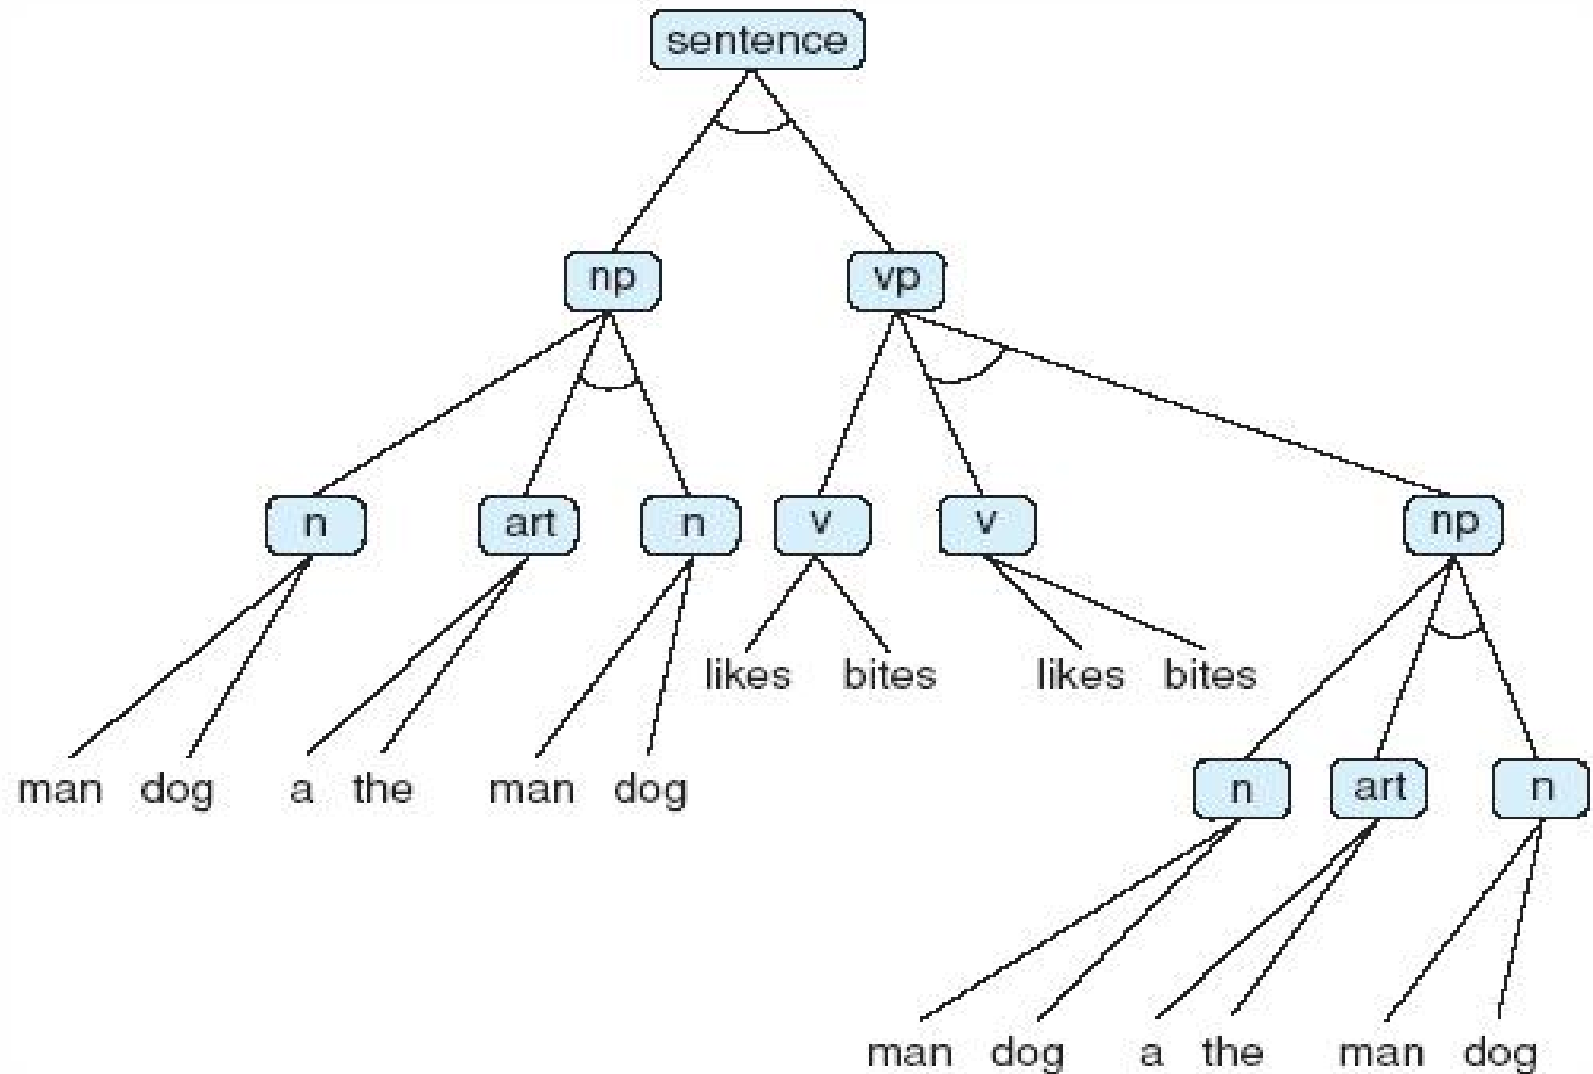 sentence
np vp
n art n v v np
likes bites likes bites
man dog a the man dog
n art n
man dog a the man dog